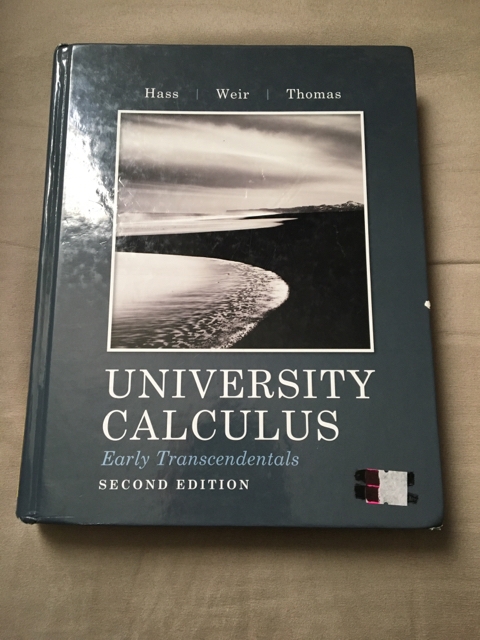 Hass | Weir | Thomas
UNIVERSITY
CALCULUS
Early Transcendentals
SECOND EDITION